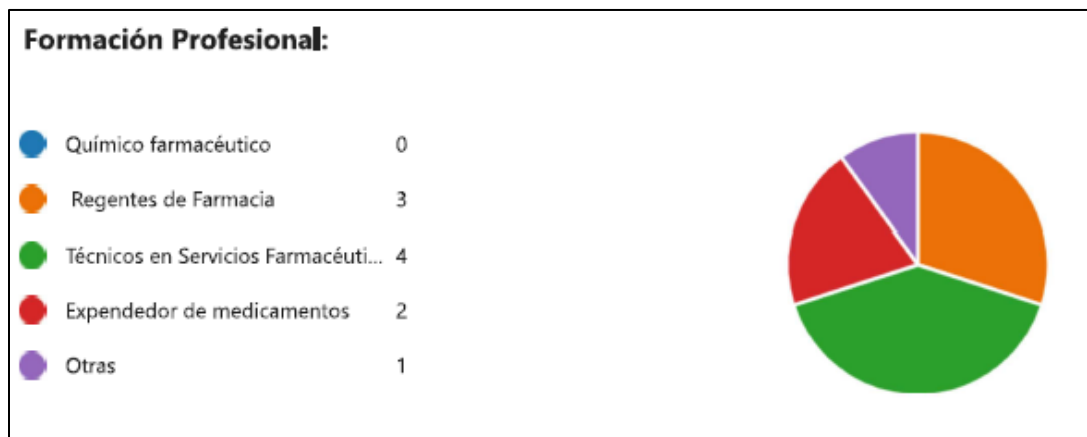 Formación Profesional:
Químico farmacéutico 0
Regentes de Farmacia 3
Técnicos en Servicios Farmacéuti... 4
Expendedor de medicamentos 2
Otras 1